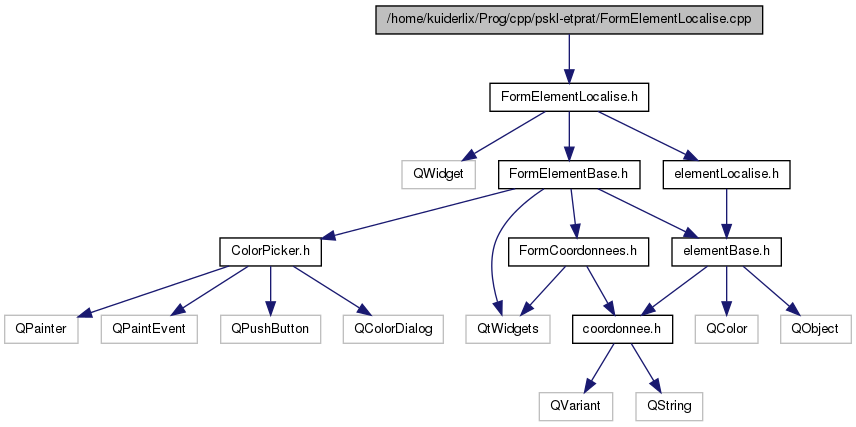 /home/kuiderlix/Prog/cpp/pskl-etprat/FormElementLocalise.cpp
FormElementLocalise.h
QWidget
FormElementBase.h
elementLocalise.h
ColorPicker.h
FormCoordonnees.h
elementBase.h
QPainter
QPaintEvent
QPushButton
QColorDialog
QtWidgets
coordonnee.h
QColor
QObject
QVariant
QString